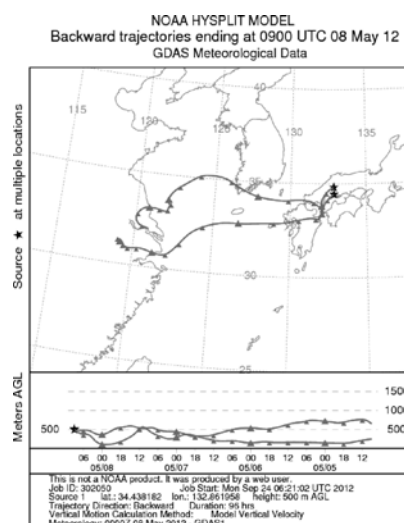 NOAA HYSPLIT MODEL
Backward trajectories ending at 0900 UTC 08 May 12
GDAS Meteorological Data
115
120
125
130
135
40
35
30
25
Source ★ at multiple locations
Meters AGL
500
1500
1000
500
06 00 18 12 06 00 18 12 06 00 18 12 06 00 18 12
05/08 05/07 05/06 05/05
This is not a NOAA product. It was produced by a web user.
Job ID: 302050 Job Start: Mon Sep 24 06:21:02 UTC 2012
Source 1 lat.: 34.438182 lon.: 132.861958 height: 500 m AGL
Trajectory Direction: Backward Duration: 96 hrs
Vertical Motion Calculation Method: Model Vertical Velocity